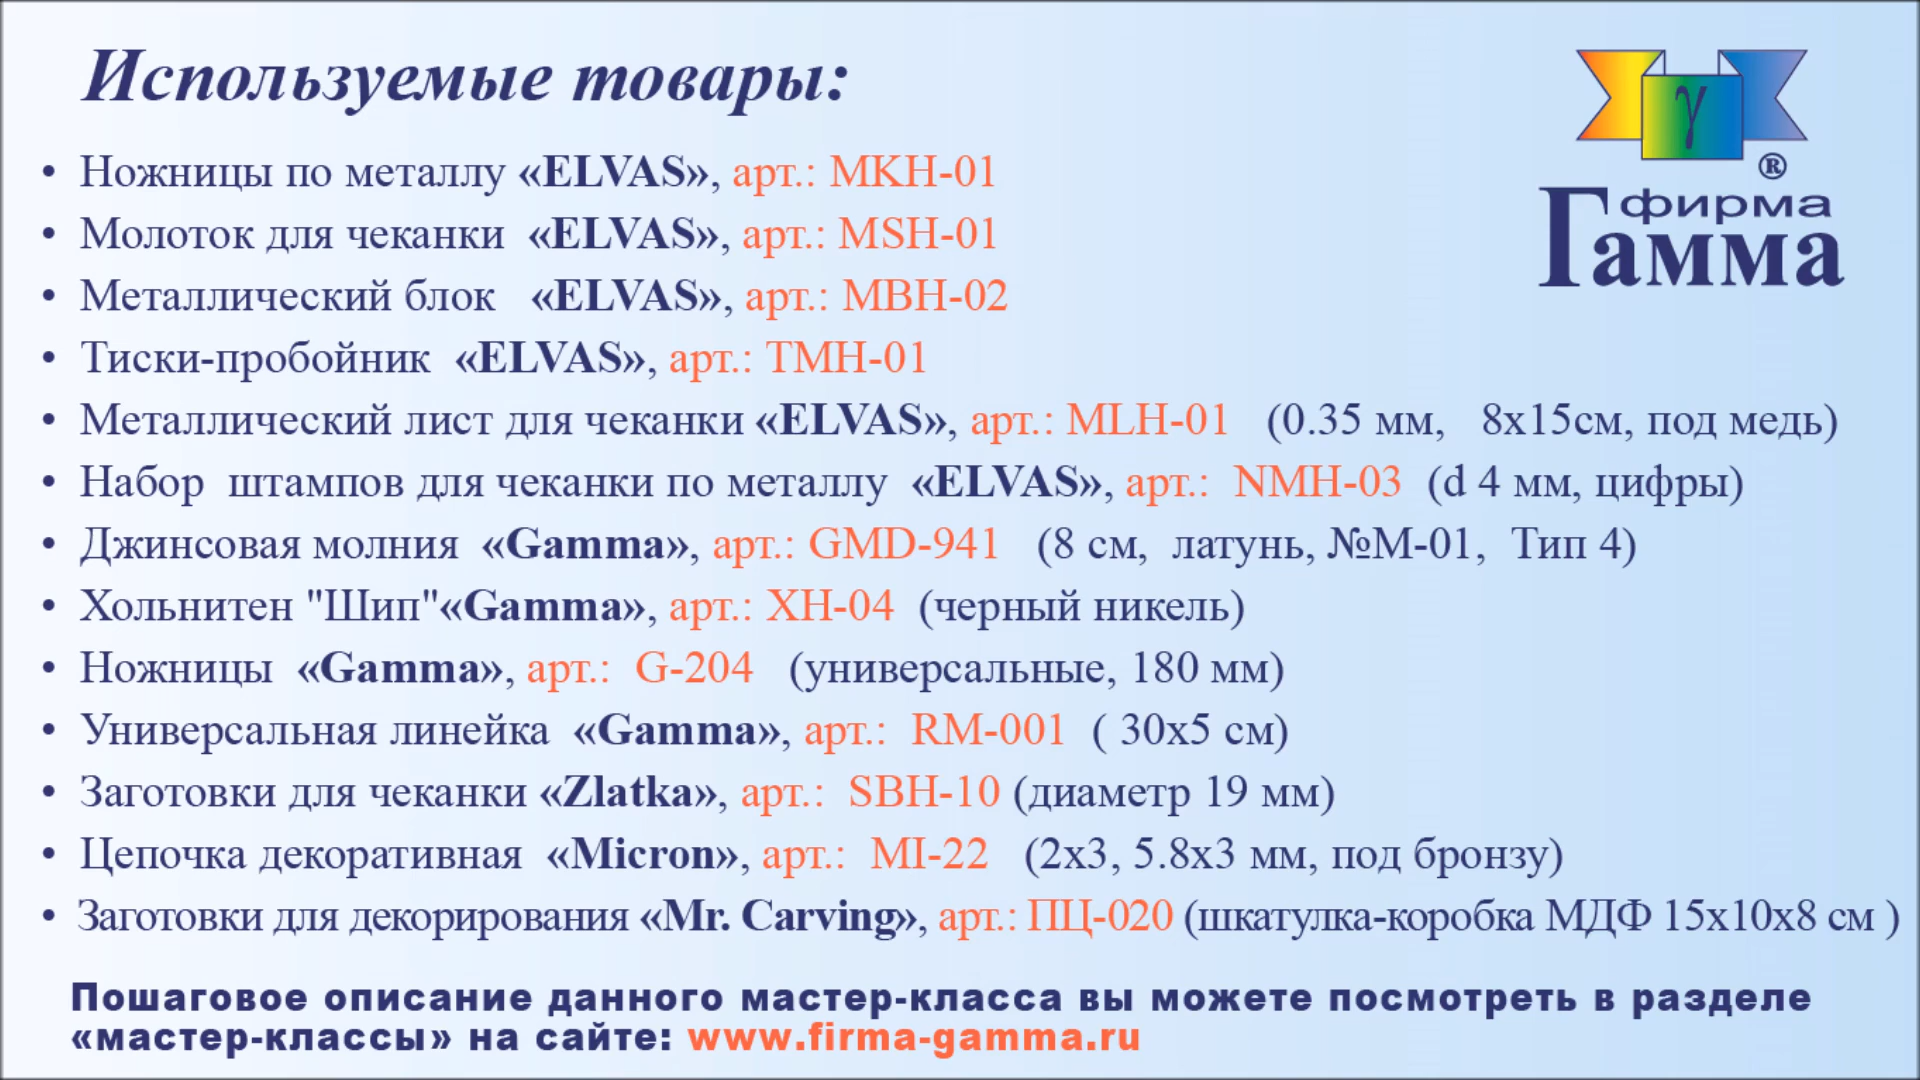 Используемые товары:
γ
®
фирма
Гамма
• Ножницы по металлу «ELVAS», арт.: MKH-01
• Молоток для чеканки «ELVAS», арт.: MSH-01
• Металлический блок «ELVAS», арт.: MBH-02
• Тиски-пробойник «ELVAS», арт.: TMH-01
• Металлический лист для чеканки «ELVAS», арт.: MLH-01 (0.35 мм, 8x15см, под медь)
• Набор штампов для чеканки по металлу «ELVAS», арт.: NMH-03 (d 4 мм, цифры)
• Джинсовая молния «Gamma», арт.: GMD-941 (8 см, латунь, №М-01, Тип 4)
• Хольнитен "Шип"«Gamma», арт.: XH-04 (черный никель)
• Ножницы «Gamma», арт.: G-204 (универсальные, 180 мм)
• Универсальная линейка «Gamma», арт.: RM-001 ( 30x5 см)
• Заготовки для чеканки «Zlatka», арт.: SBH-10 (диаметр 19 мм)
• Цепочка декоративная «Micron», арт.: MI-22 (2x3, 5.8x3 мм, под бронзу)
• Заготовки для декорирования «Mr. Carving», арт.: ПЦ-020 (шкатулка-коробка МДФ 15x10x8 см )
Пошаговое описание данного мастер-класса вы можете посмотреть в разделе
«мастер-классы» на сайте: www.firma-gamma.ru